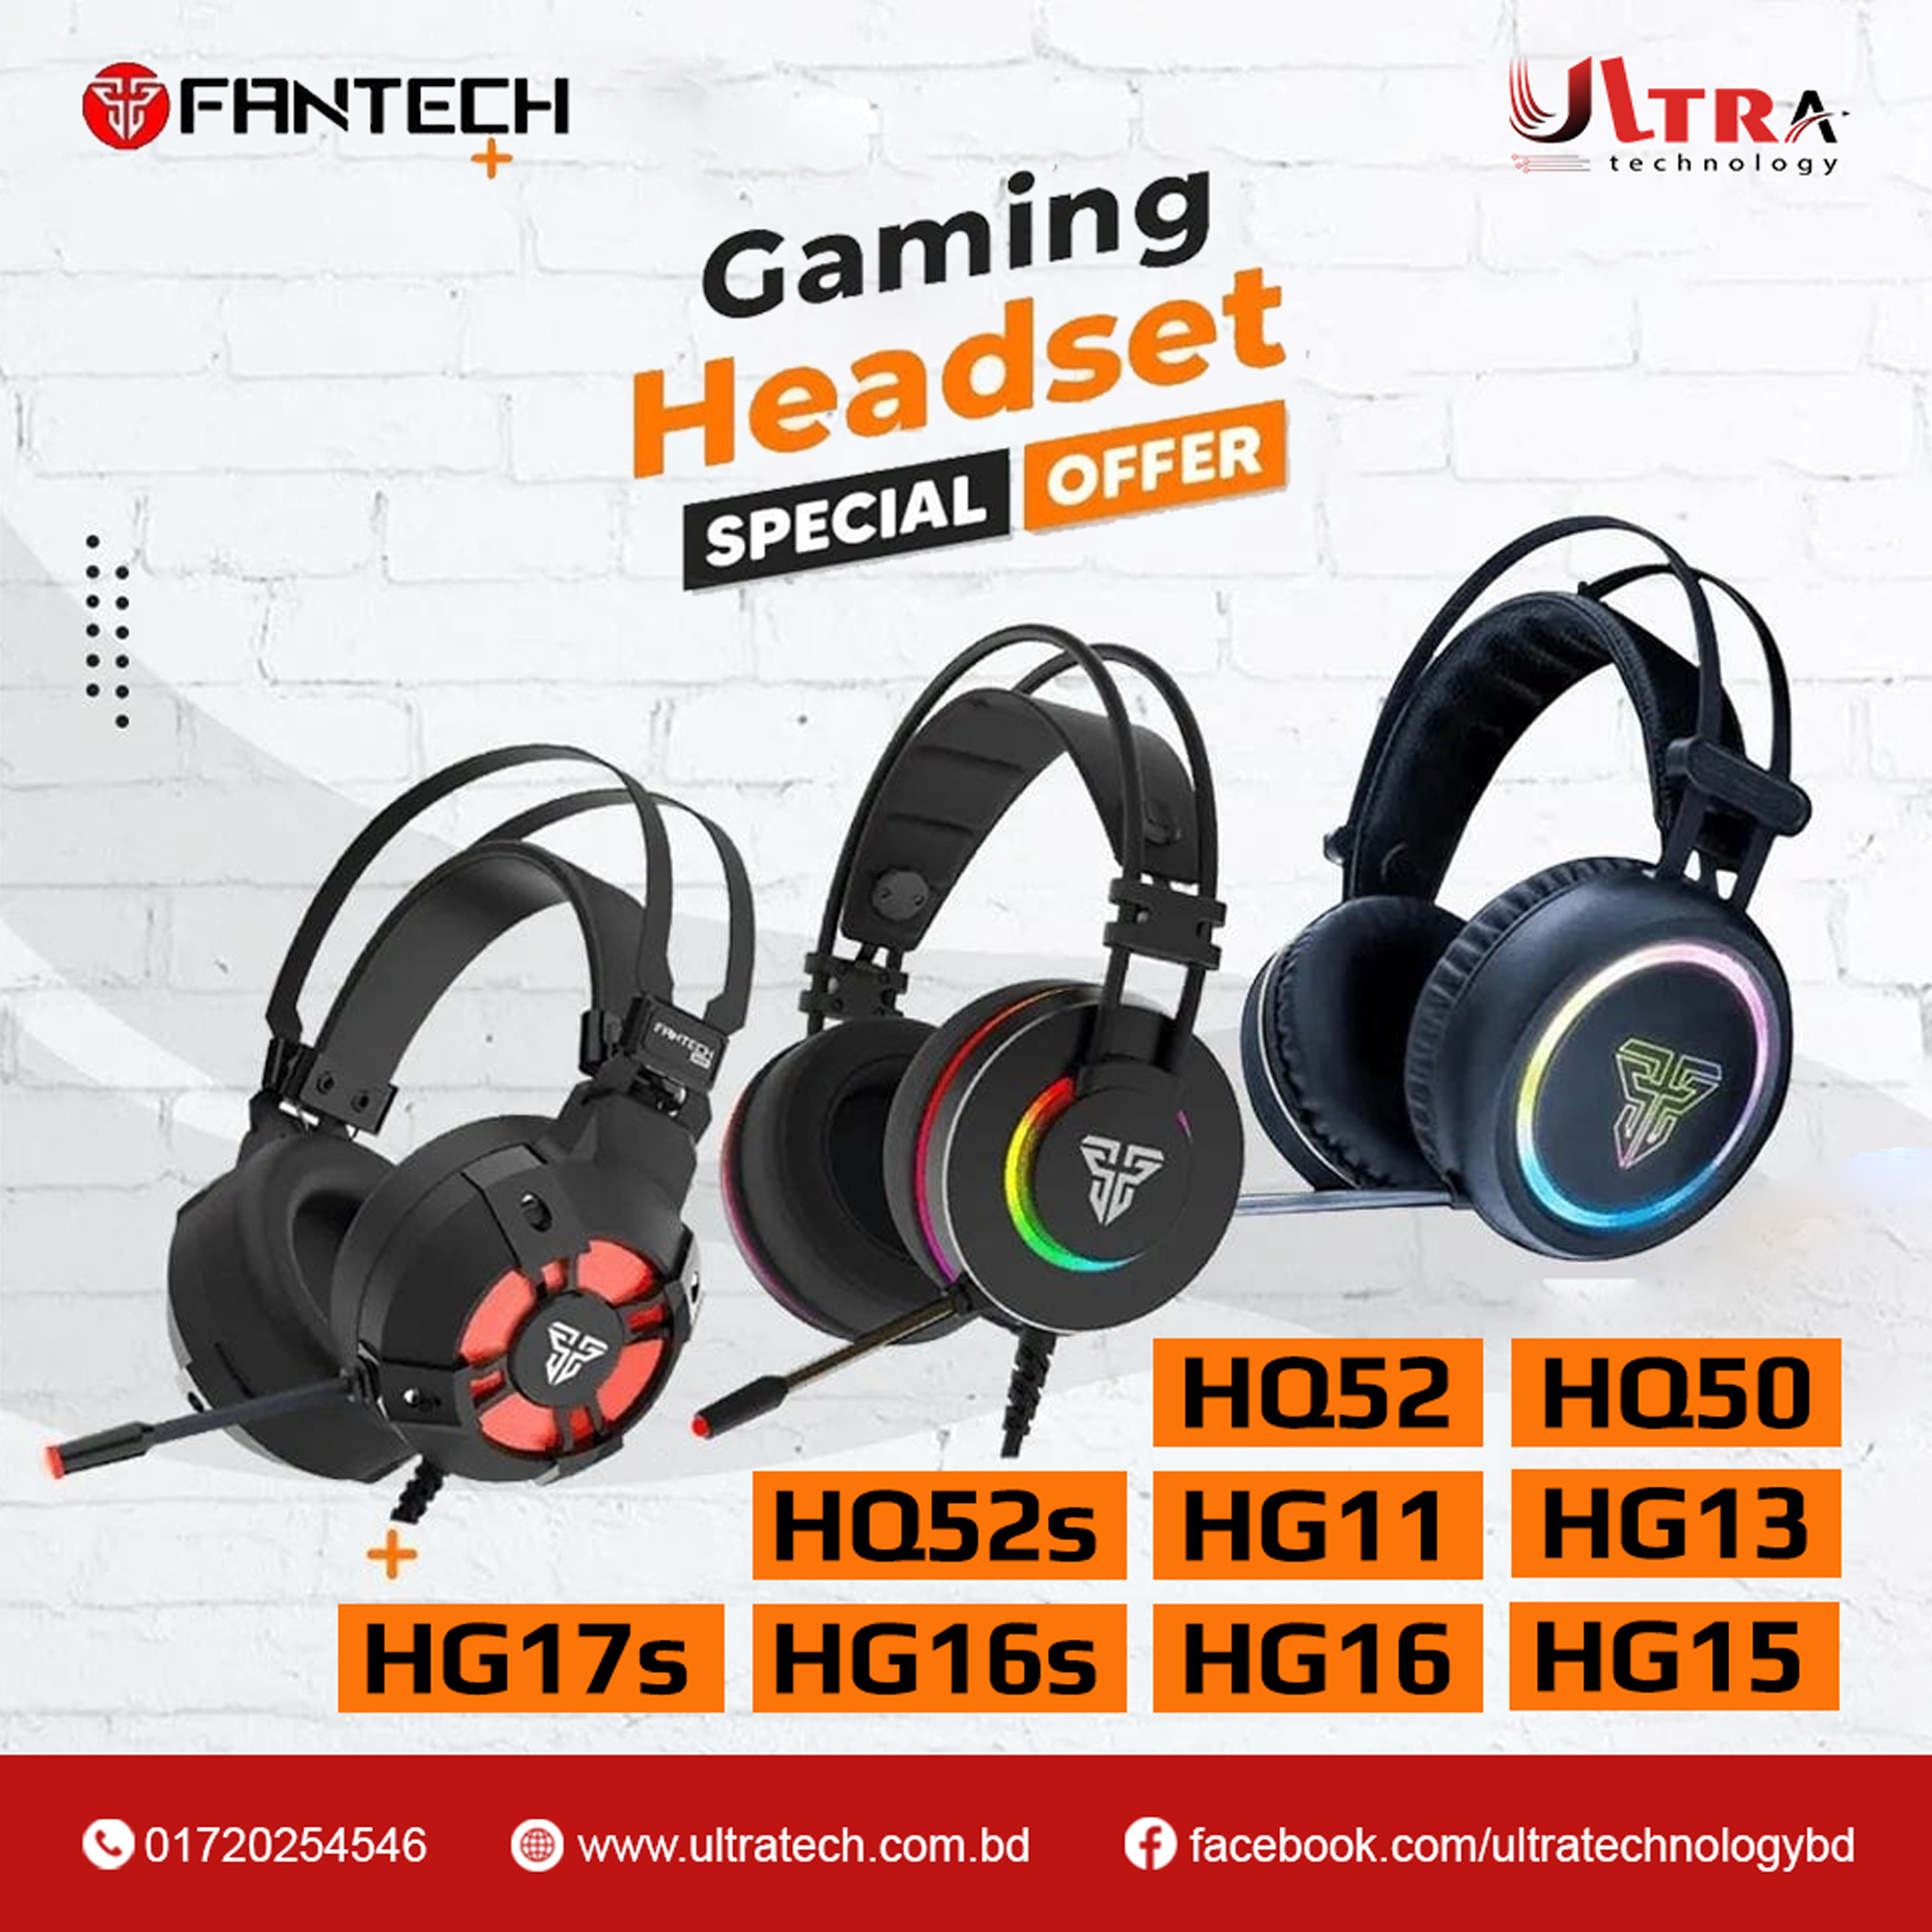 FANTECH
ULTRA
technology
Gaming
Headset
SPECIAL OFFER
FANTECH
HQ52 HQ50
HQ52s HG11 HG13
HG17s HG16s HG16 HG15
01720254546 www.ultratech.com.bd facebook.com/ultratechnologybd